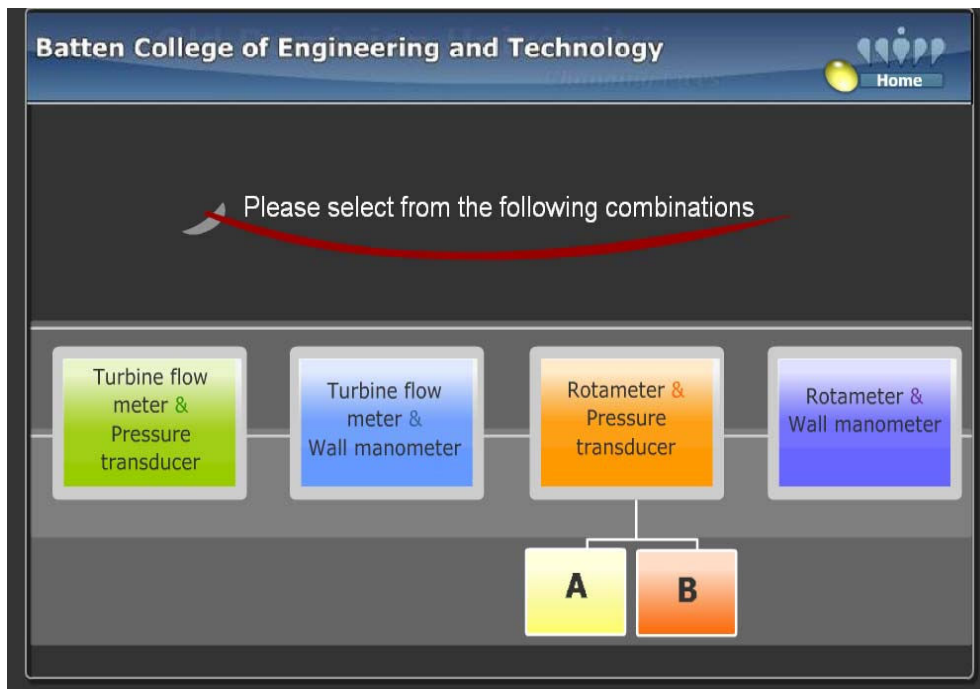 Batten College of Engineering and Technology
Home
Please select from the following combinations
Turbine flow
meter &
Pressure
transducer
Turbine flow
meter &
Wall manometer
Rotameter &
Pressure
transducer
Rotameter &
Wall manometer
A
B